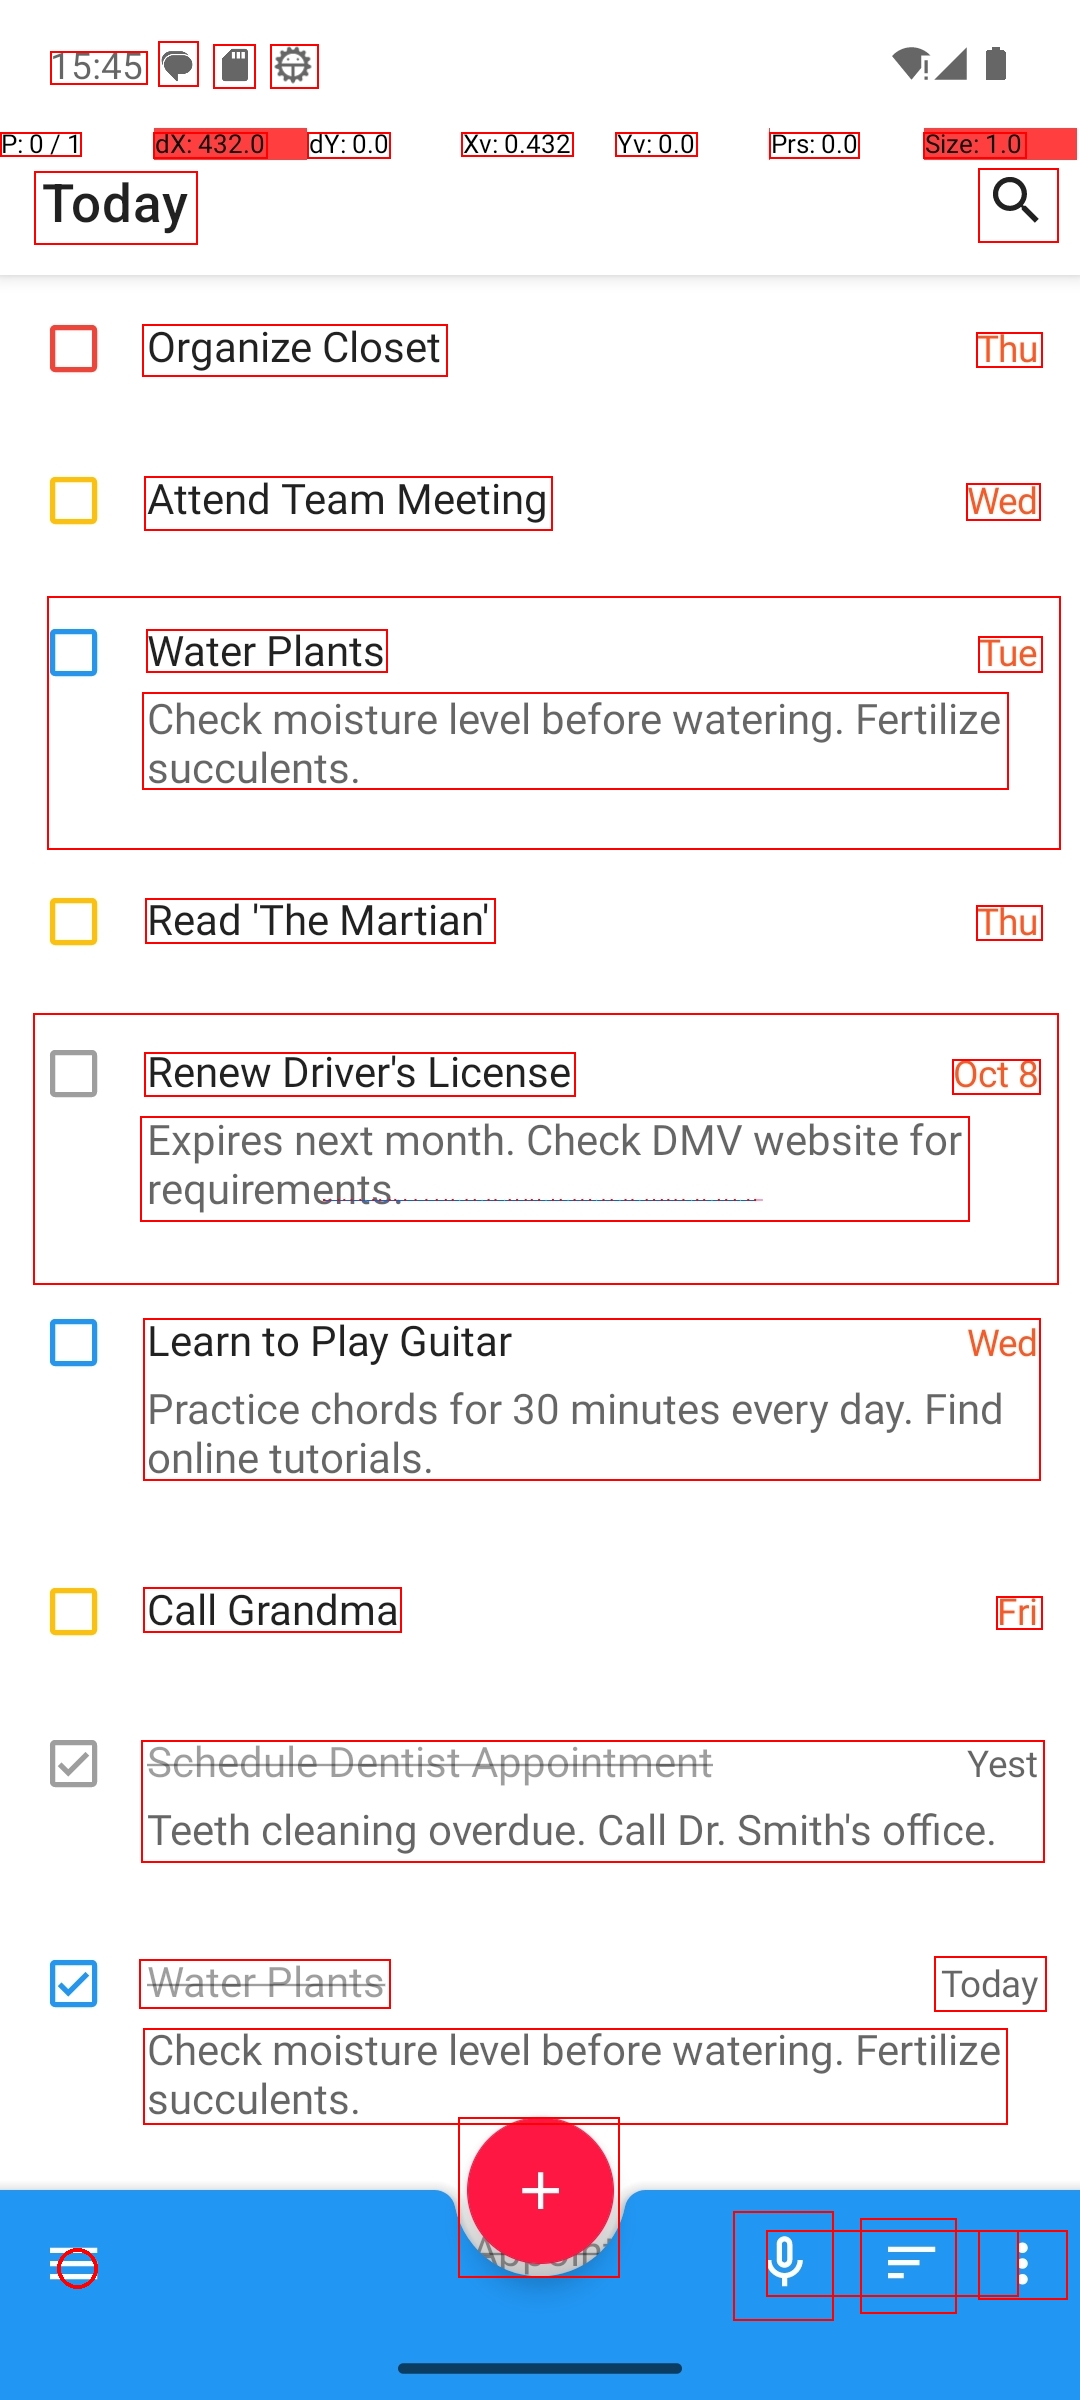 15:45
P: 0 / 1 dX: 432.0 dY: 0.0 Xv: 0.432 Yv: 0.0 Prs: 0.0 Size: 1.0
Today
Organize Closet Thu
Attend Team Meeting Wed
Water Plants Tue
Check moisture level before watering. Fertilize
succulents.
Read 'The Martian' Thu
Renew Driver's License Oct 8
Expires next month. Check DMV website for
requirements.
Learn to Play Guitar Wed
Practice chords for 30 minutes every day. Find
online tutorials.
Call Grandma Fri
Schedule Dentist Appointment Yest
Teeth cleaning overdue. Call Dr. Smith's office.
Water Plants Today
Check moisture level before watering. Fertilize
succulents.